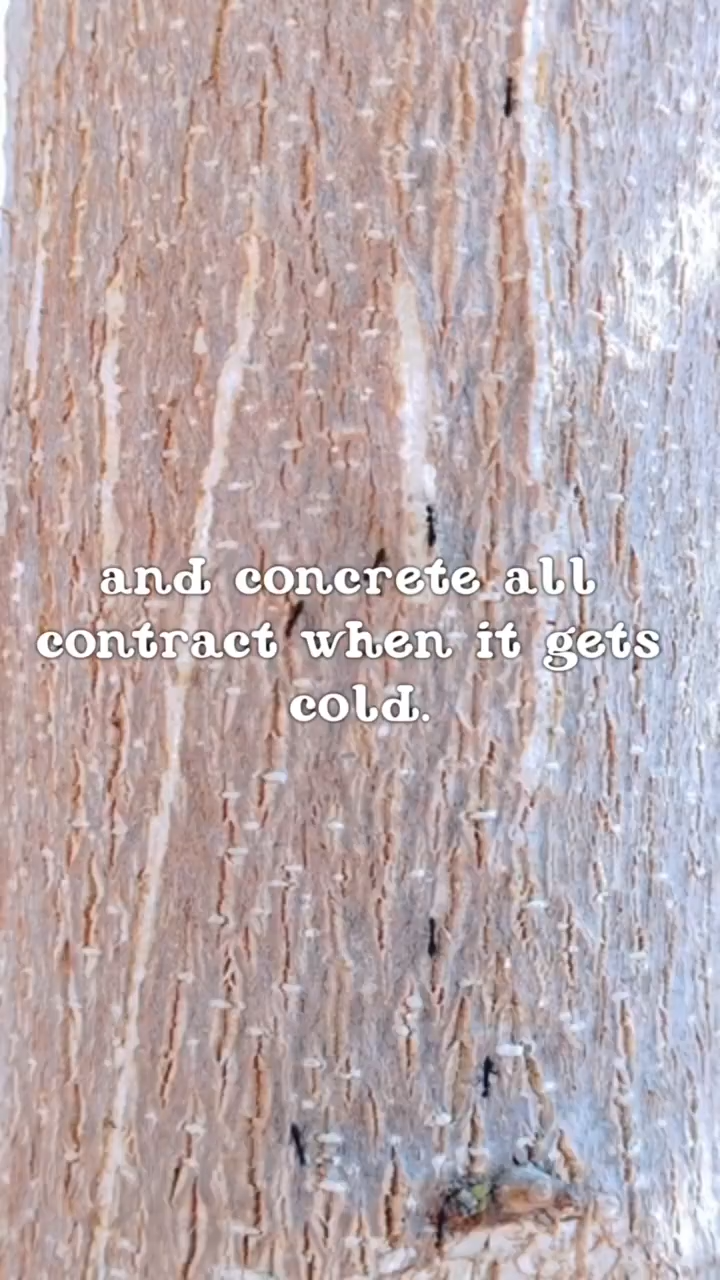 and concrete all
contract when it gets
cold.